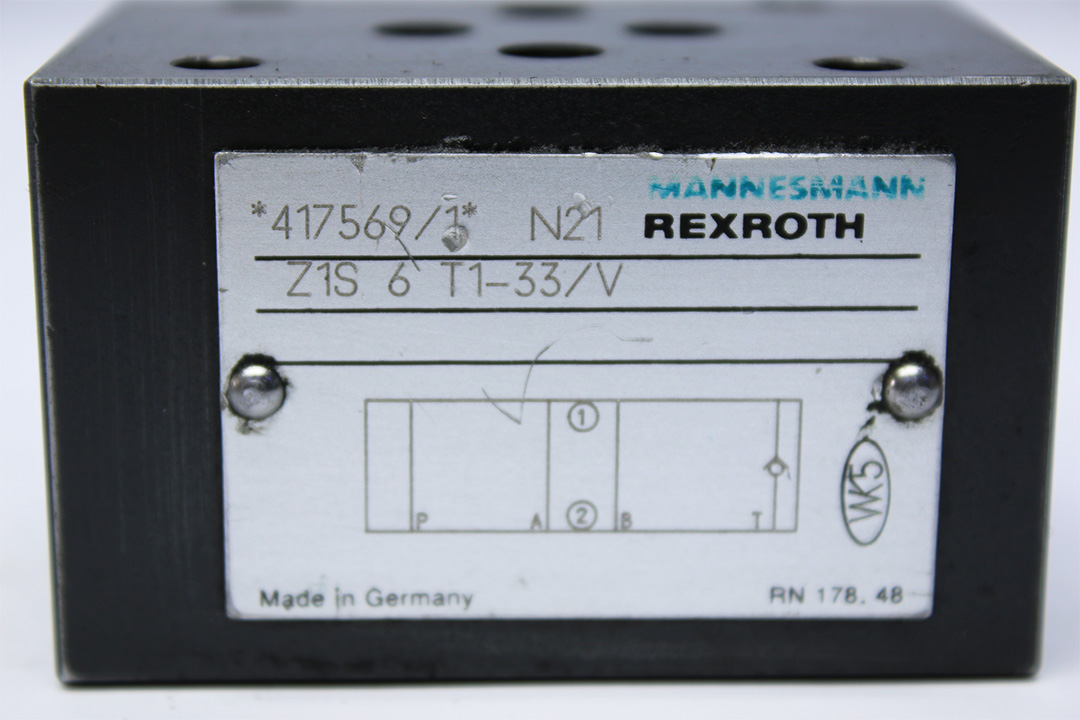 MANNESMANN
*417569/1* N21 REXROTH
Z1S 6 T1-33/V
1
P A 2 B T
WK5
Made in Germany RN 178. 48